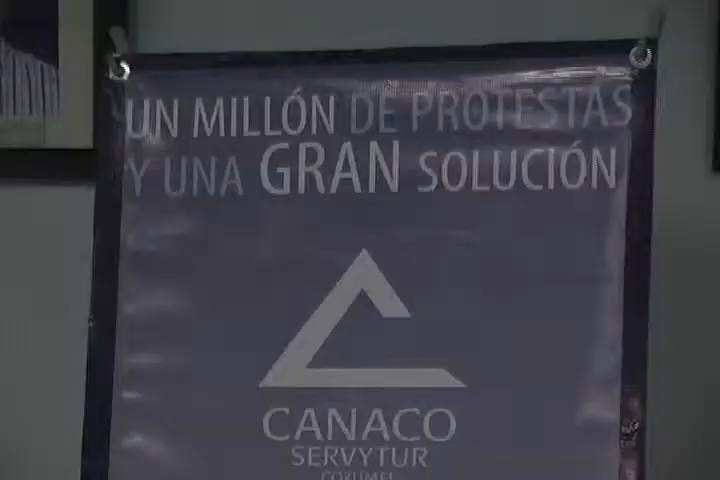 UN MILLÓN DE PROTESTAS
Y UNA GRAN SOLUCIÓN
CANACO
SERVYTUR
COZUMEL